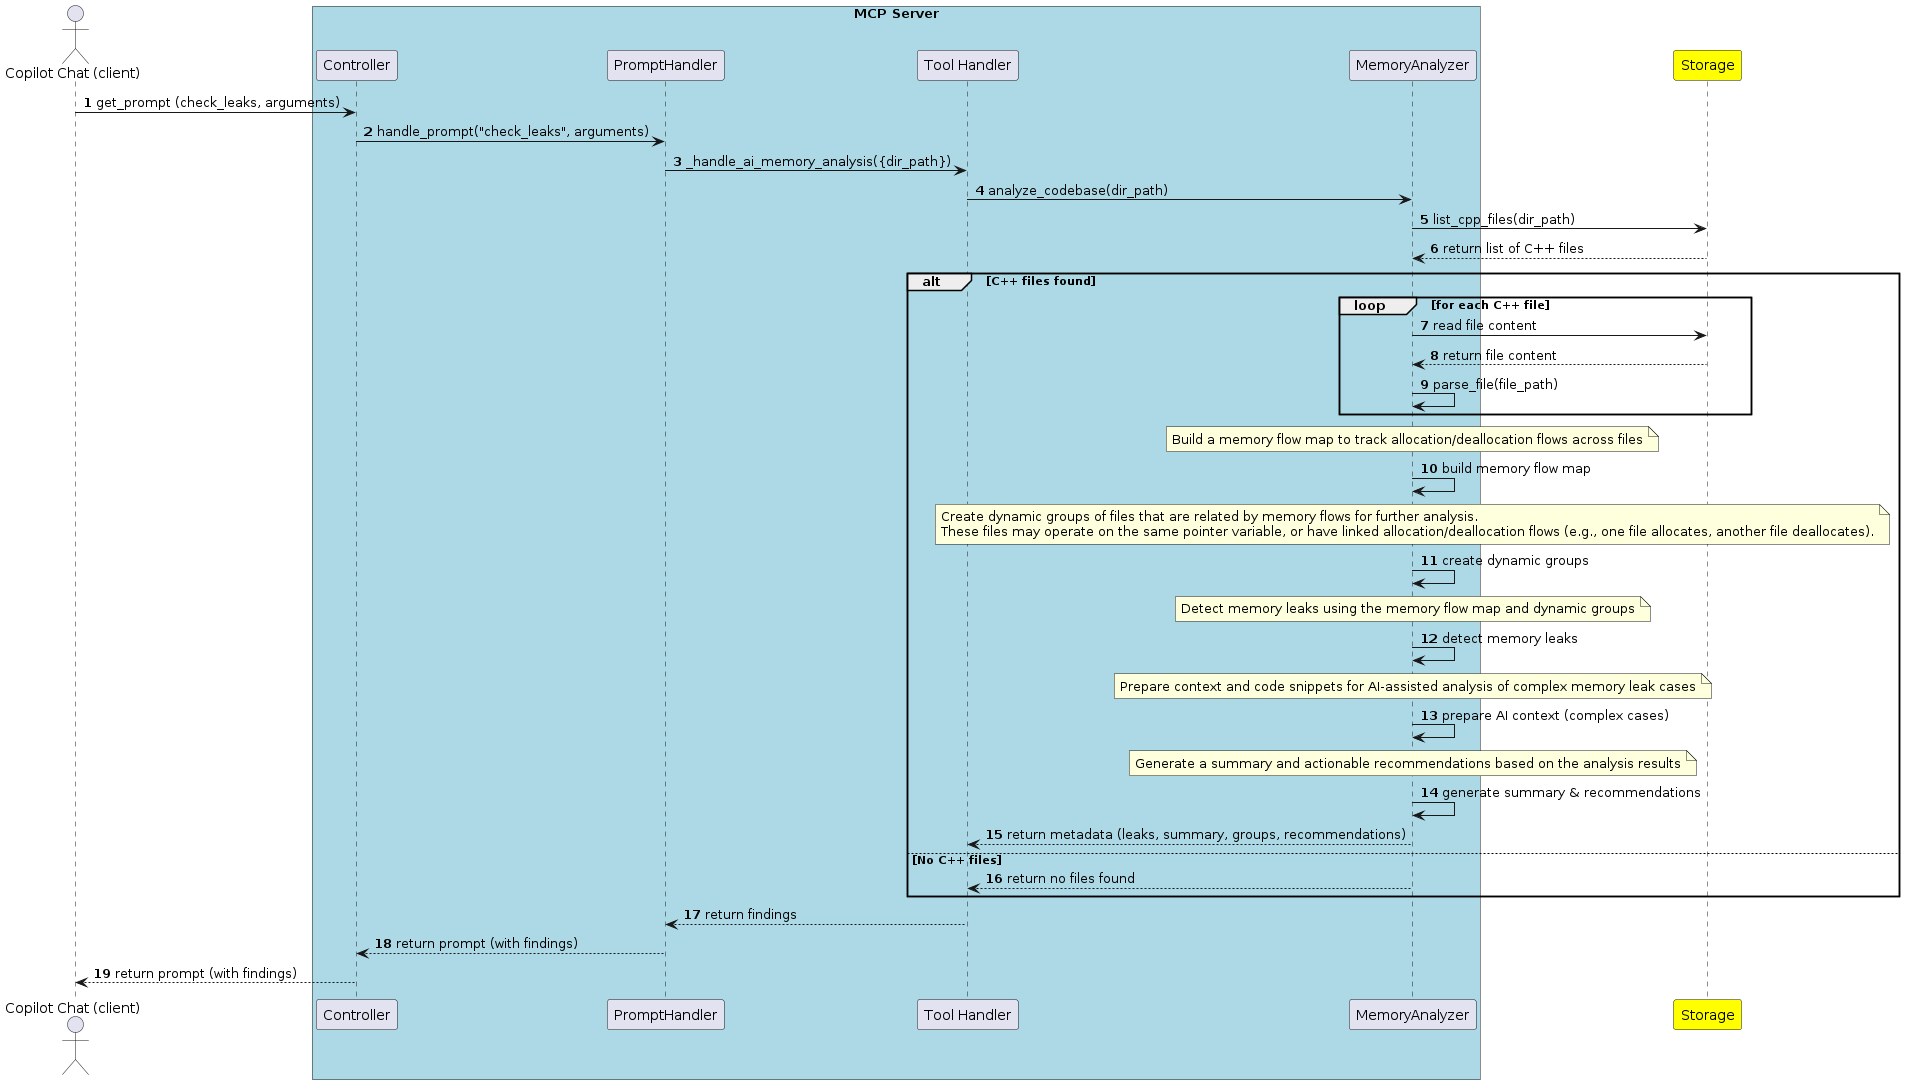 MCP Server
Copilot Chat (client)
Controller
PromptHandler
Tool Handler
MemoryAnalyzer
Storage
1 get_prompt (check_leaks, arguments)
2 handle_prompt("check_leaks", arguments)
3 _handle_ai_memory_analysis({dir_path})
4 analyze_codebase(dir_path)
5 list_cpp_files(dir_path)
6 return list of C++ files
alt [C++ files found]
loop [for each C++ file]
7 read file content
8 return file content
9 parse_file(file_path)
Build a memory flow map to track allocation/deallocation flows across files
10 build memory flow map
Create dynamic groups of files that are related by memory flows for further analysis.
These files may operate on the same pointer variable, or have linked allocation/deallocation flows (e.g., one file allocates, another file deallocates).
11 create dynamic groups
Detect memory leaks using the memory flow map and dynamic groups
12 detect memory leaks
Prepare context and code snippets for AI-assisted analysis of complex memory leak cases
13 prepare AI context (complex cases)
Generate a summary and actionable recommendations based on the analysis results
14 generate summary & recommendations
15 return metadata (leaks, summary, groups, recommendations)
[No C++ files]
16 return no files found
17 return findings
18 return prompt (with findings)
19 return prompt (with findings)
Copilot Chat (client)
Controller
PromptHandler
Tool Handler
MemoryAnalyzer
Storage